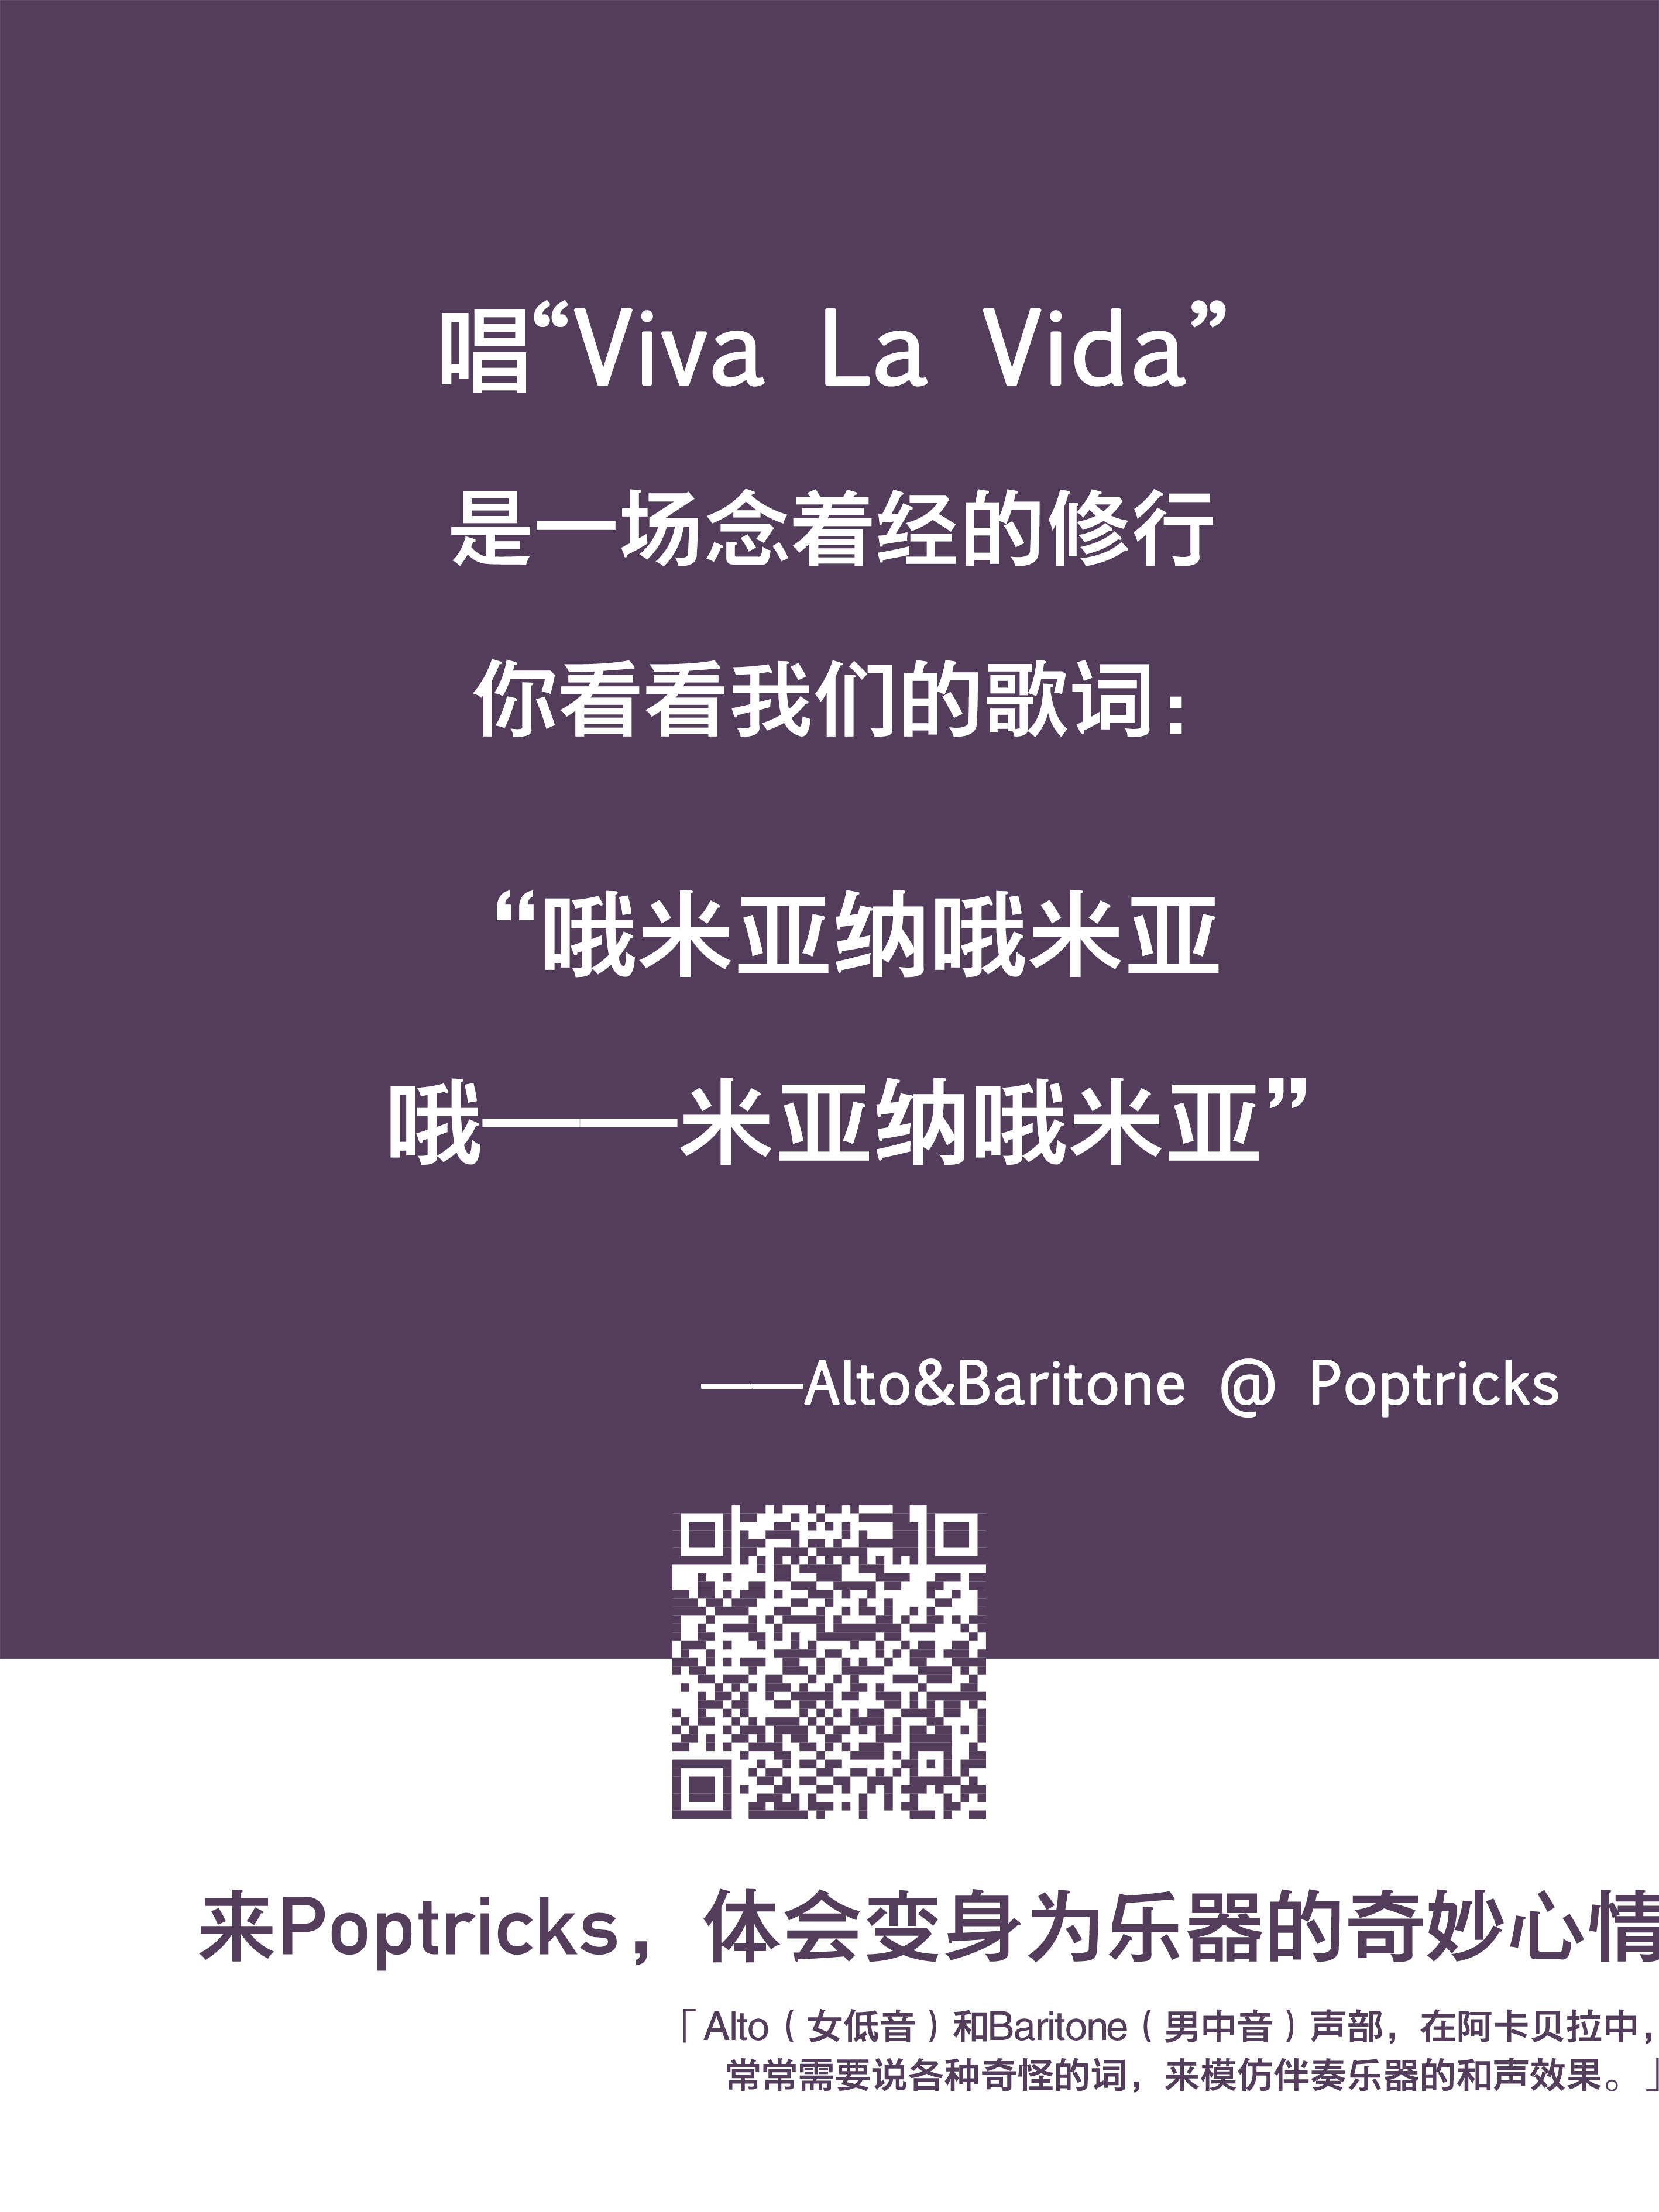 唱“Viva La Vida”
是一场念着经的修行
你看看我们的歌词：
“哦米亚纳哦米亚
哦——米亚纳哦米亚”
——Alto&Baritone @ Poptricks
来Poptricks，体会变身为乐器的奇妙心情
「Alto（女低音）和Baritone（男中音）声部，在阿卡贝拉中，
常常需要说各种奇怪的词，来模仿伴奏乐器的和声效果。」